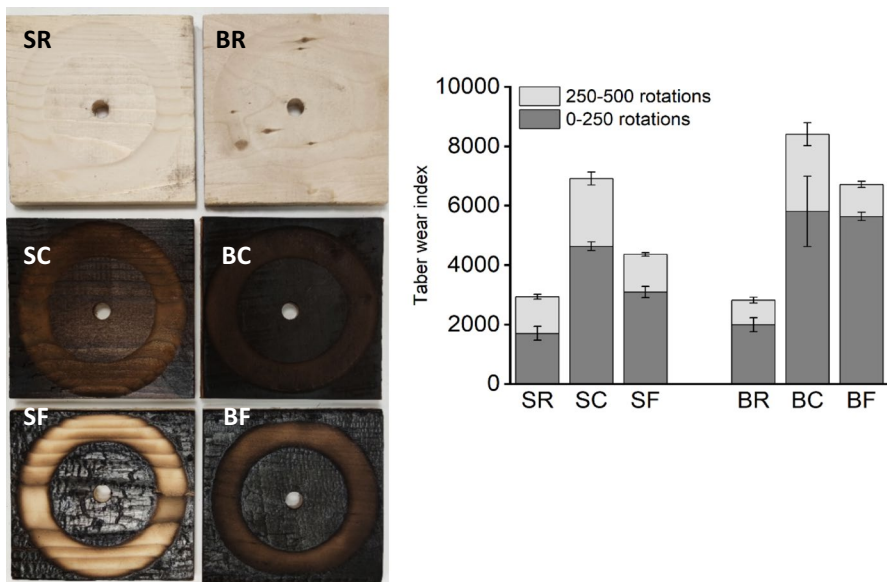 SR
BR
SC
BC
SF
BF
10000
8000
6000
4000
2000
0
Taber wear index
250-500 rotations
0-250 rotations
SR SC SF BR BC BF